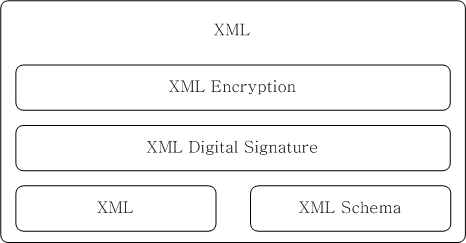 XML
XML Encryption
XML Digital Signature
XML XML Schema